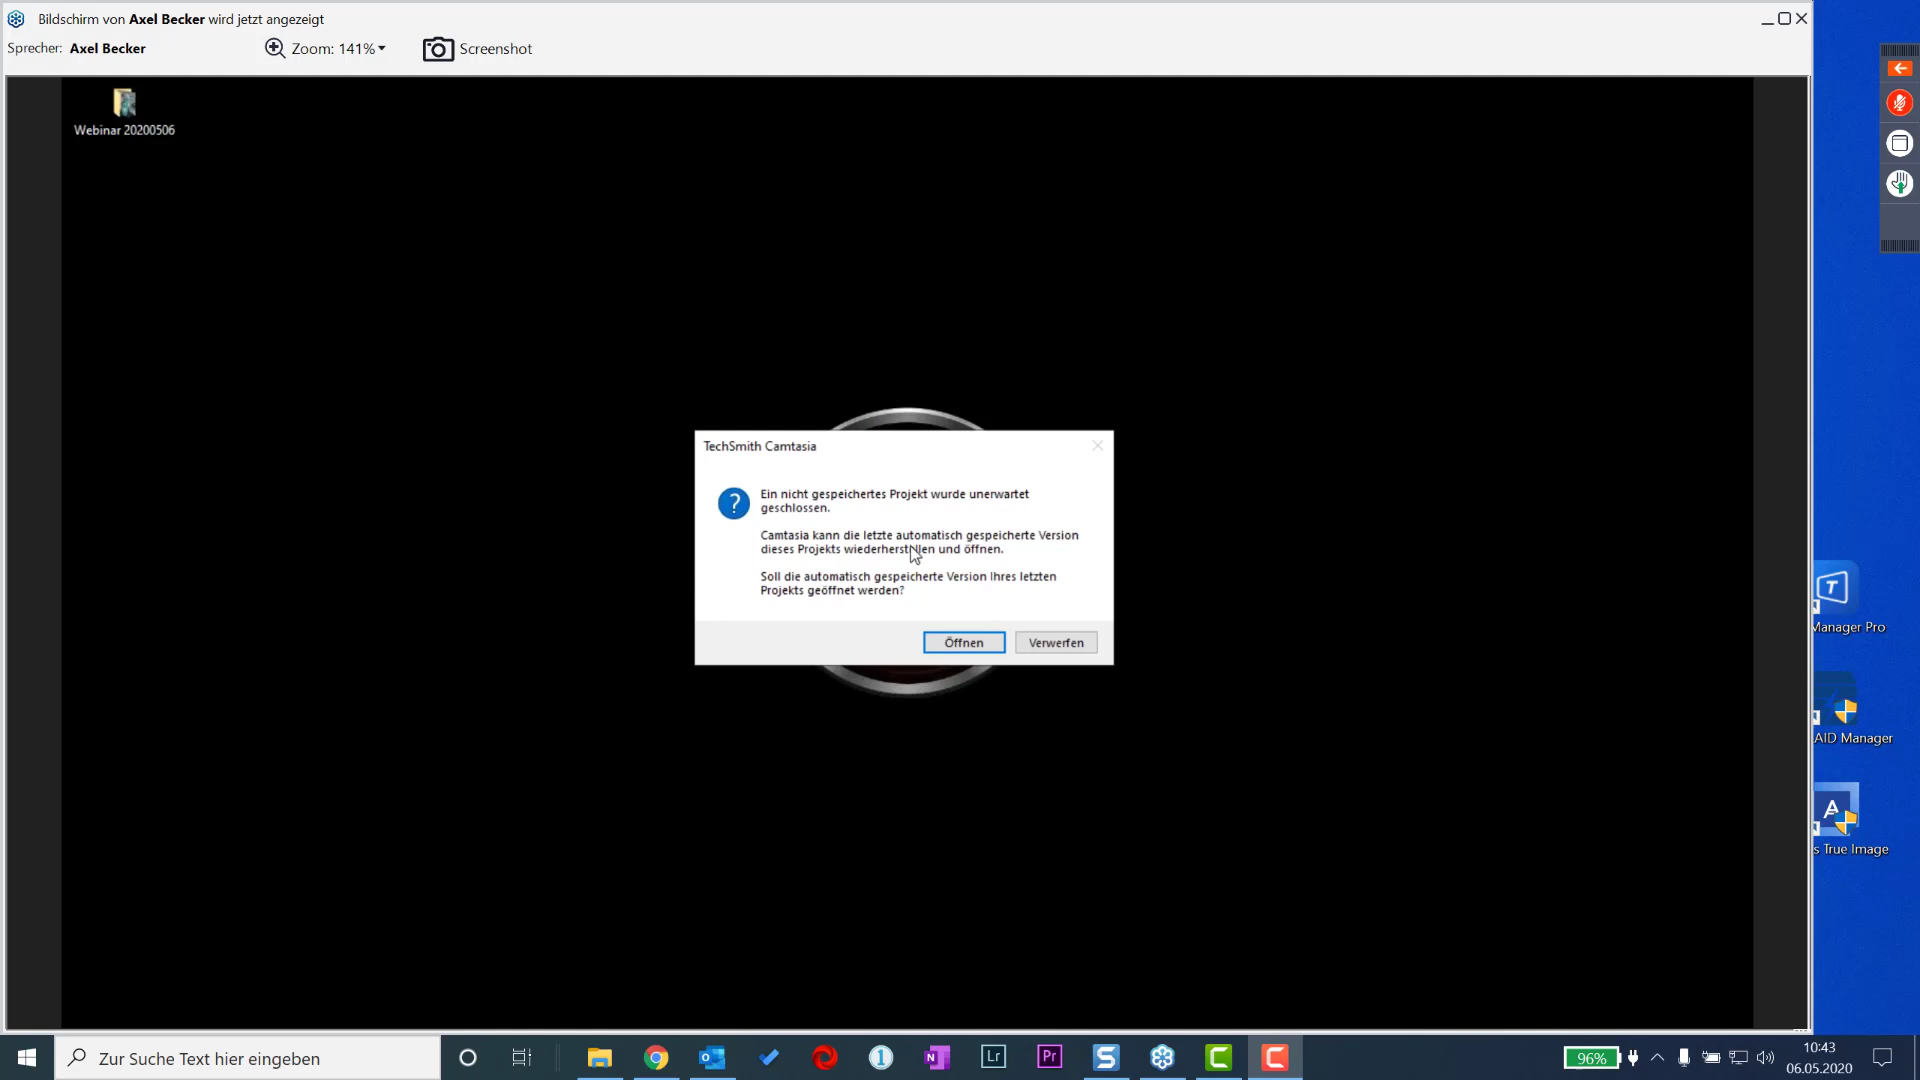 Bildschirm von Axel Becker wird jetzt angezeigt
Sprecher: Axel Becker
Zoom: 141%
Screenshot
Webinar 20200506
TechSmith Camtasia
?
Ein nicht gespeichertes Projekt wurde unerwartet
geschlossen.
Camtasia kann die letzte automatisch gespeicherte Version
dieses Projekts wiederherstellen und öffnen.
Soll die automatisch gespeicherte Version Ihres letzten
Projekts geöffnet werden?
Öffnen
Verwerfen
T
Manager Pro
AID Manager
A
s True Image
Zur Suche Text hier eingeben
1
N
Lr
Pr
S
C
C
96%
10:43
06.05.2020